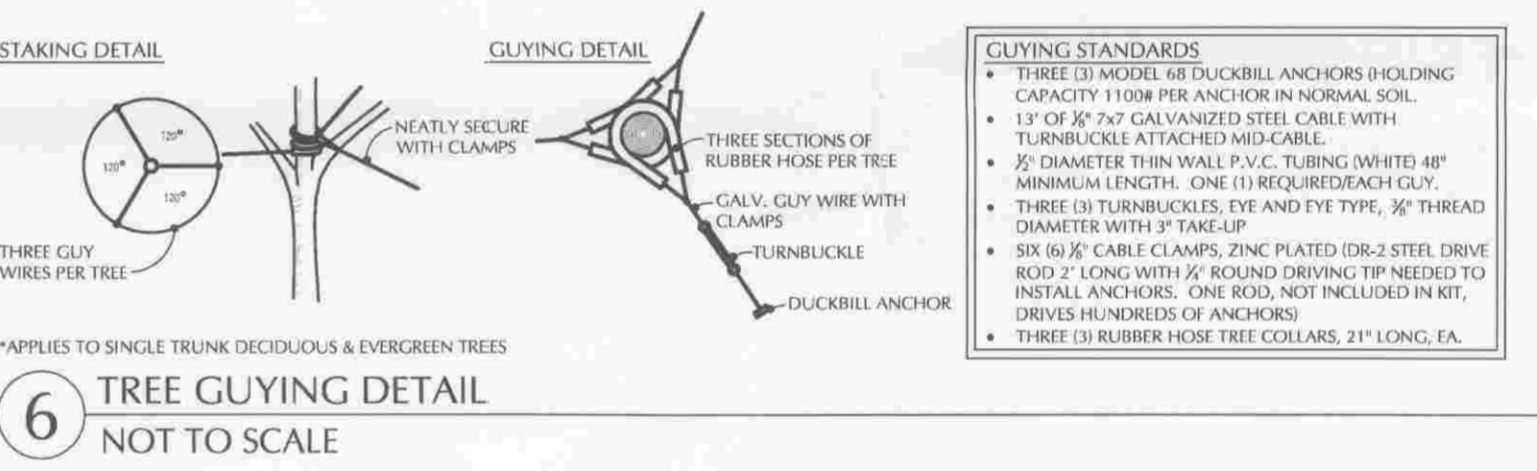 STAKING DETAIL
120°
120°
120°
THREE GUY
WIRES PER TREE
NEATLY SECURE
WITH CLAMPS
GUYING DETAIL
THREE SECTIONS OF
RUBBER HOSE PER TREE
GALV. GUY WIRE WITH
CLAMPS
TURNBUCKLE
DUCKBILL ANCHOR
GUYING STANDARDS
• THREE (3) MODEL 68 DUCKBILL ANCHORS (HOLDING
CAPACITY 1100# PER ANCHOR IN NORMAL SOIL.
• 13' OF ⅛" 7x7 GALVANIZED STEEL CABLE WITH
TURNBUCKLE ATTACHED MID-CABLE.
• ½" DIAMETER THIN WALL P.V.C. TUBING (WHITE) 48"
MINIMUM LENGTH. ONE (1) REQUIRED/EACH GUY.
• THREE (3) TURNBUCKLES, EYE AND EYE TYPE, ⅜" THREAD
DIAMETER WITH 3" TAKE-UP
• SIX (6) ⅛" CABLE CLAMPS, ZINC PLATED (DR-2 STEEL DRIVE
ROD 2' LONG WITH ¼" ROUND DRIVING TIP NEEDED TO
INSTALL ANCHORS. ONE ROD, NOT INCLUDED IN KIT,
DRIVES HUNDREDS OF ANCHORS)
• THREE (3) RUBBER HOSE TREE COLLARS, 21" LONG, EA.
*APPLIES TO SINGLE TRUNK DECIDUOUS & EVERGREEN TREES
6
TREE GUYING DETAIL
NOT TO SCALE